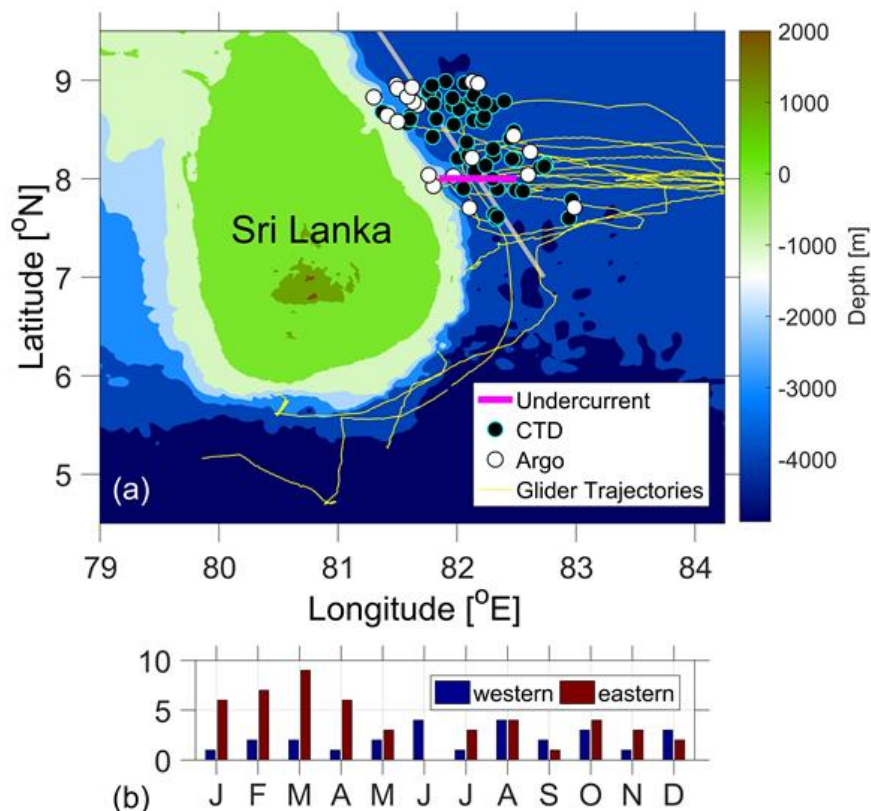 9
8
7
6
5
Latitude [°N]
Sri Lanka
Undercurrent
CTD
Argo
Glider Trajectories
(a)
79 80 81 82 83 84
Longitude [°E]
2000
1000
0
-1000
-2000
-3000
-4000
Depth [m]
10
5
0
western eastern
(b) J F M A M J J A S O N D